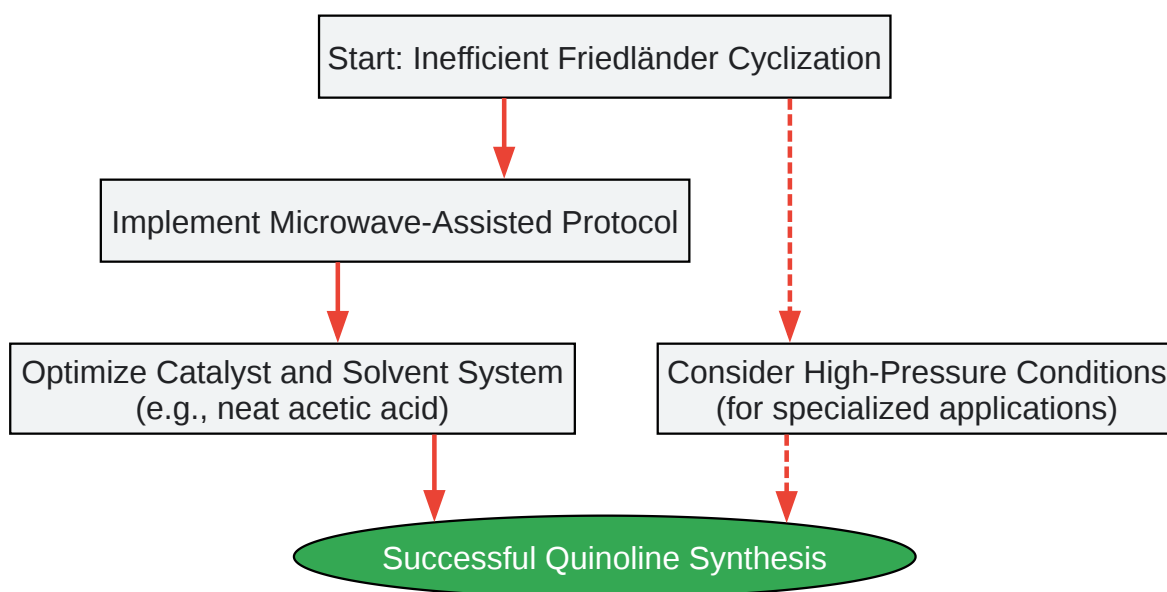 Start: Inefficient Friedländer Cyclization
Implement Microwave-Assisted Protocol
Optimize Catalyst and Solvent System
(e.g., neat acetic acid)
Consider High-Pressure Conditions
(for specialized applications)
Successful Quinoline Synthesis